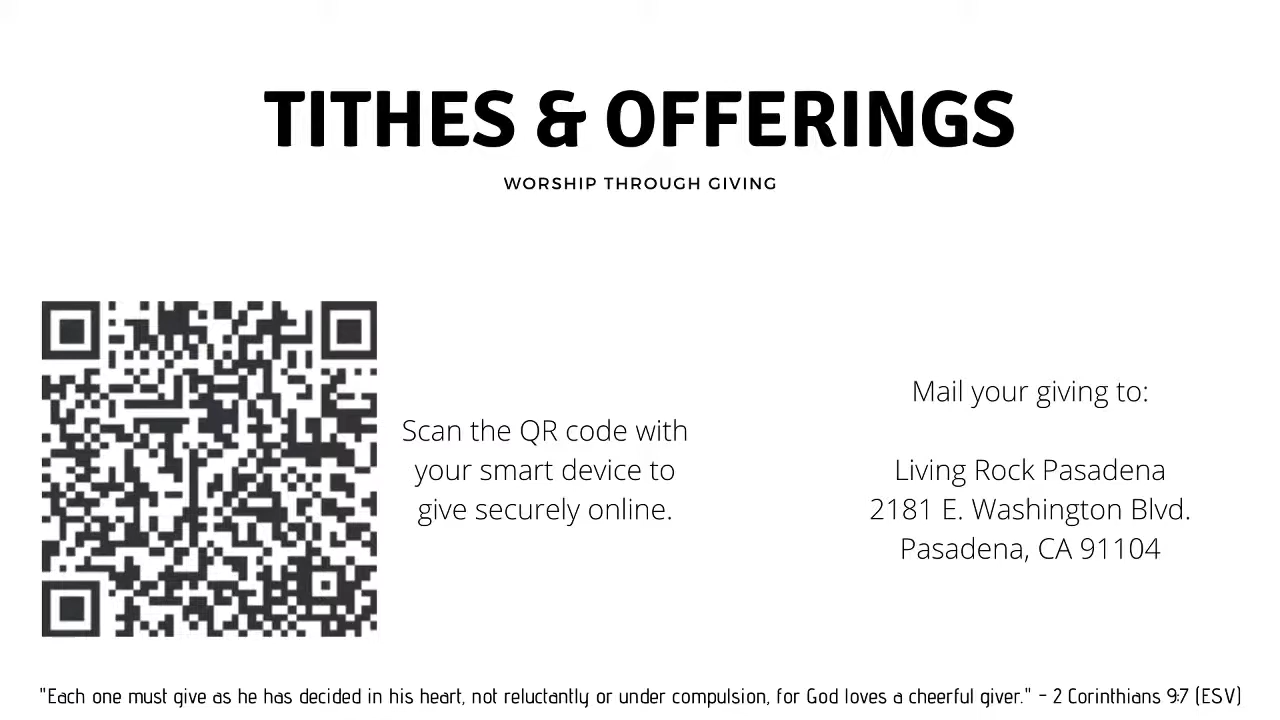 TITHES & OFFERINGS
WORSHIP THROUGH GIVING
Scan the QR code with
your smart device to
give securely online.
Mail your giving to:
Living Rock Pasadena
2181 E. Washington Blvd.
Pasadena, CA 91104
"Each one must give as he has decided in his heart, not reluctantly or under compulsion, for God loves a cheerful giver." - 2 Corinthians 9:7 (ESV)